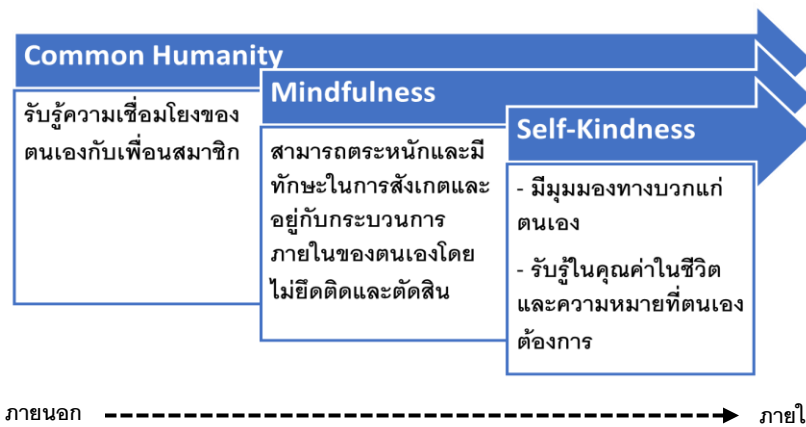 Common Humanity
รับรู้ความเชื่อมโยงของ
ตนเองกับเพื่อนสมาชิก
Mindfulness
สามารถตระหนักและมี
ทักษะในการสังเกตและ
อยู่กับกระบวนการ
ภายในของตนเองโดย
ไม่ยึดติดและตัดสิน
Self-Kindness
- มีมุมมองทางบวกแก่
ตนเอง
- รับรู้ในคุณค่าในชีวิต
และความหมายที่ตนเอง
ต้องการ
ภายนอก